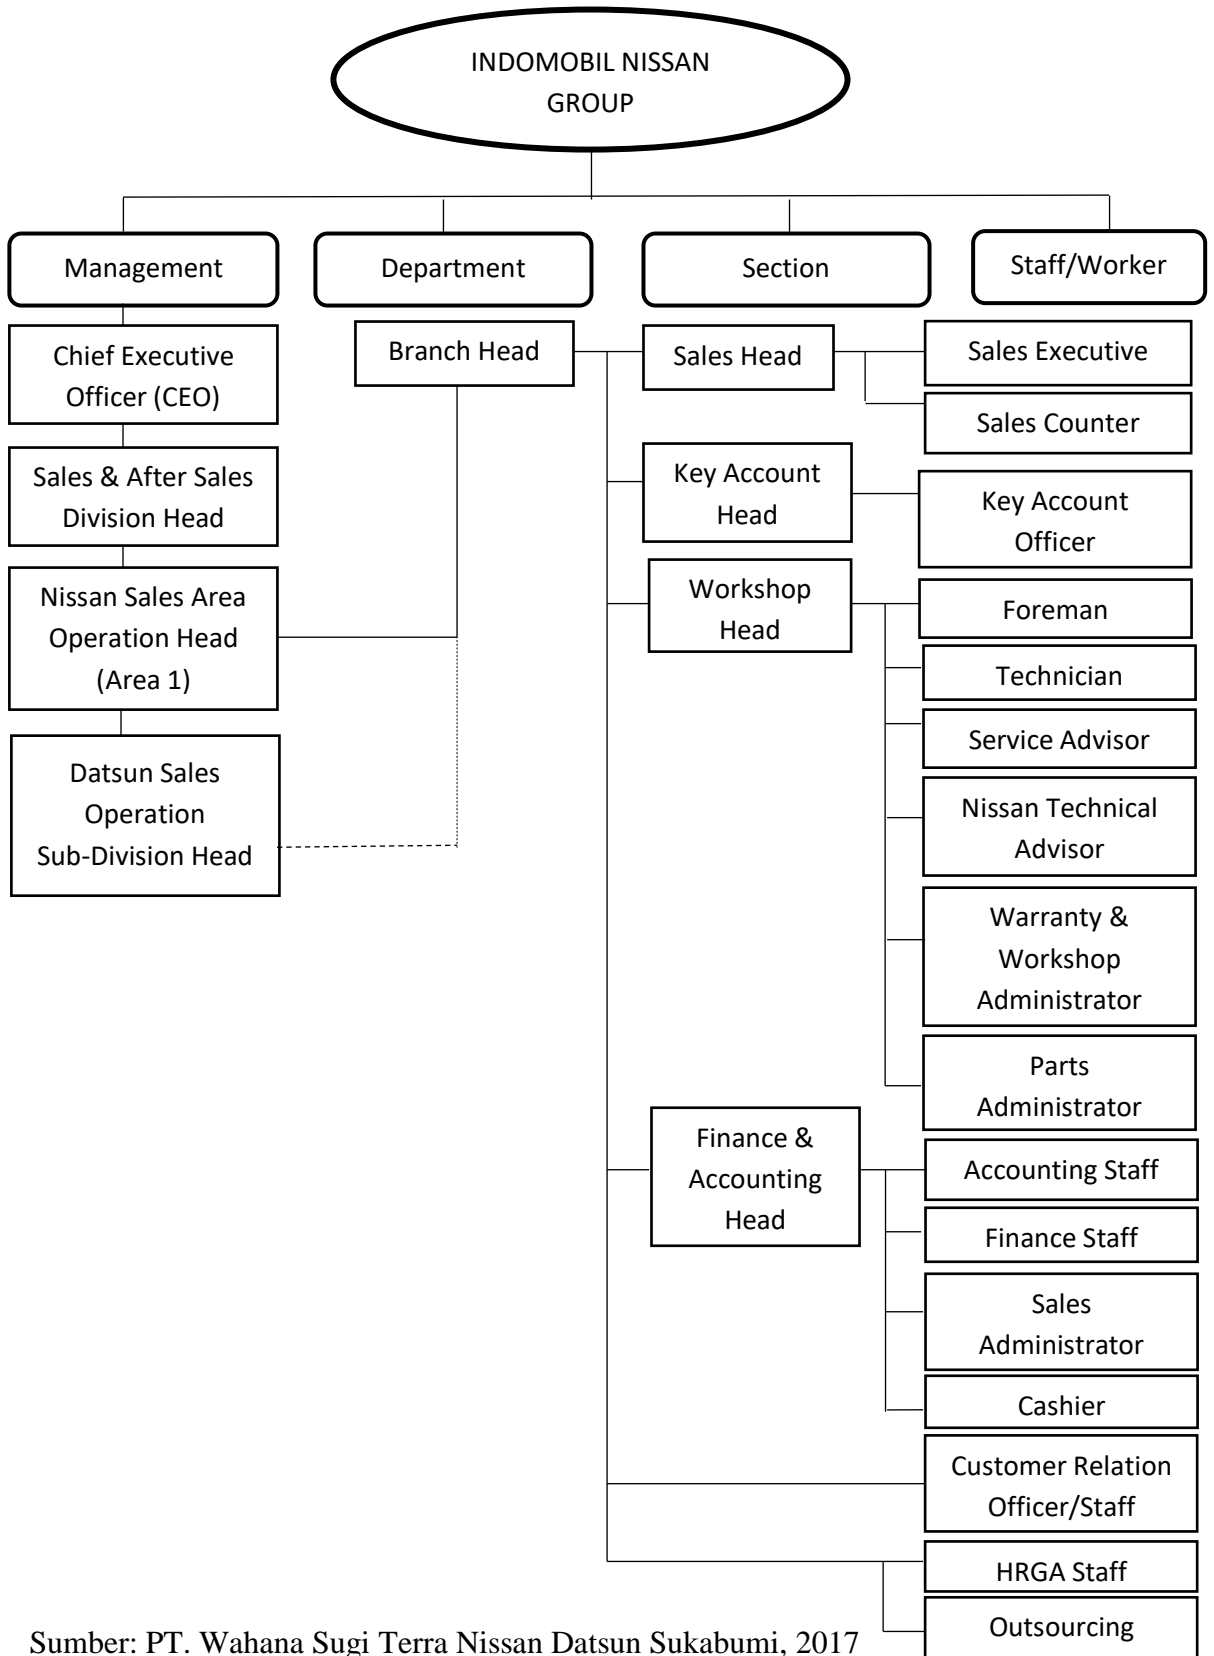 INDOMOBIL NISSAN
GROUP
Management
Department
Section
Staff/Worker
Chief Executive
Officer (CEO)
Sales & After Sales
Division Head
Nissan Sales Area
Operation Head
(Area 1)
Datsun Sales
Operation
Sub-Division Head
Branch Head
Sales Head
Key Account
Head
Workshop
Head
Finance &
Accounting
Head
Sales Executive
Sales Counter
Key Account
Officer
Foreman
Technician
Service Advisor
Nissan Technical
Advisor
Warranty &
Workshop
Administrator
Parts
Administrator
Accounting Staff
Finance Staff
Sales
Administrator
Cashier
Customer Relation
Officer/Staff
HRGA Staff
Outsourcing
Sumber: PT. Wahana Sugi Terra Nissan Datsun Sukabumi, 2017